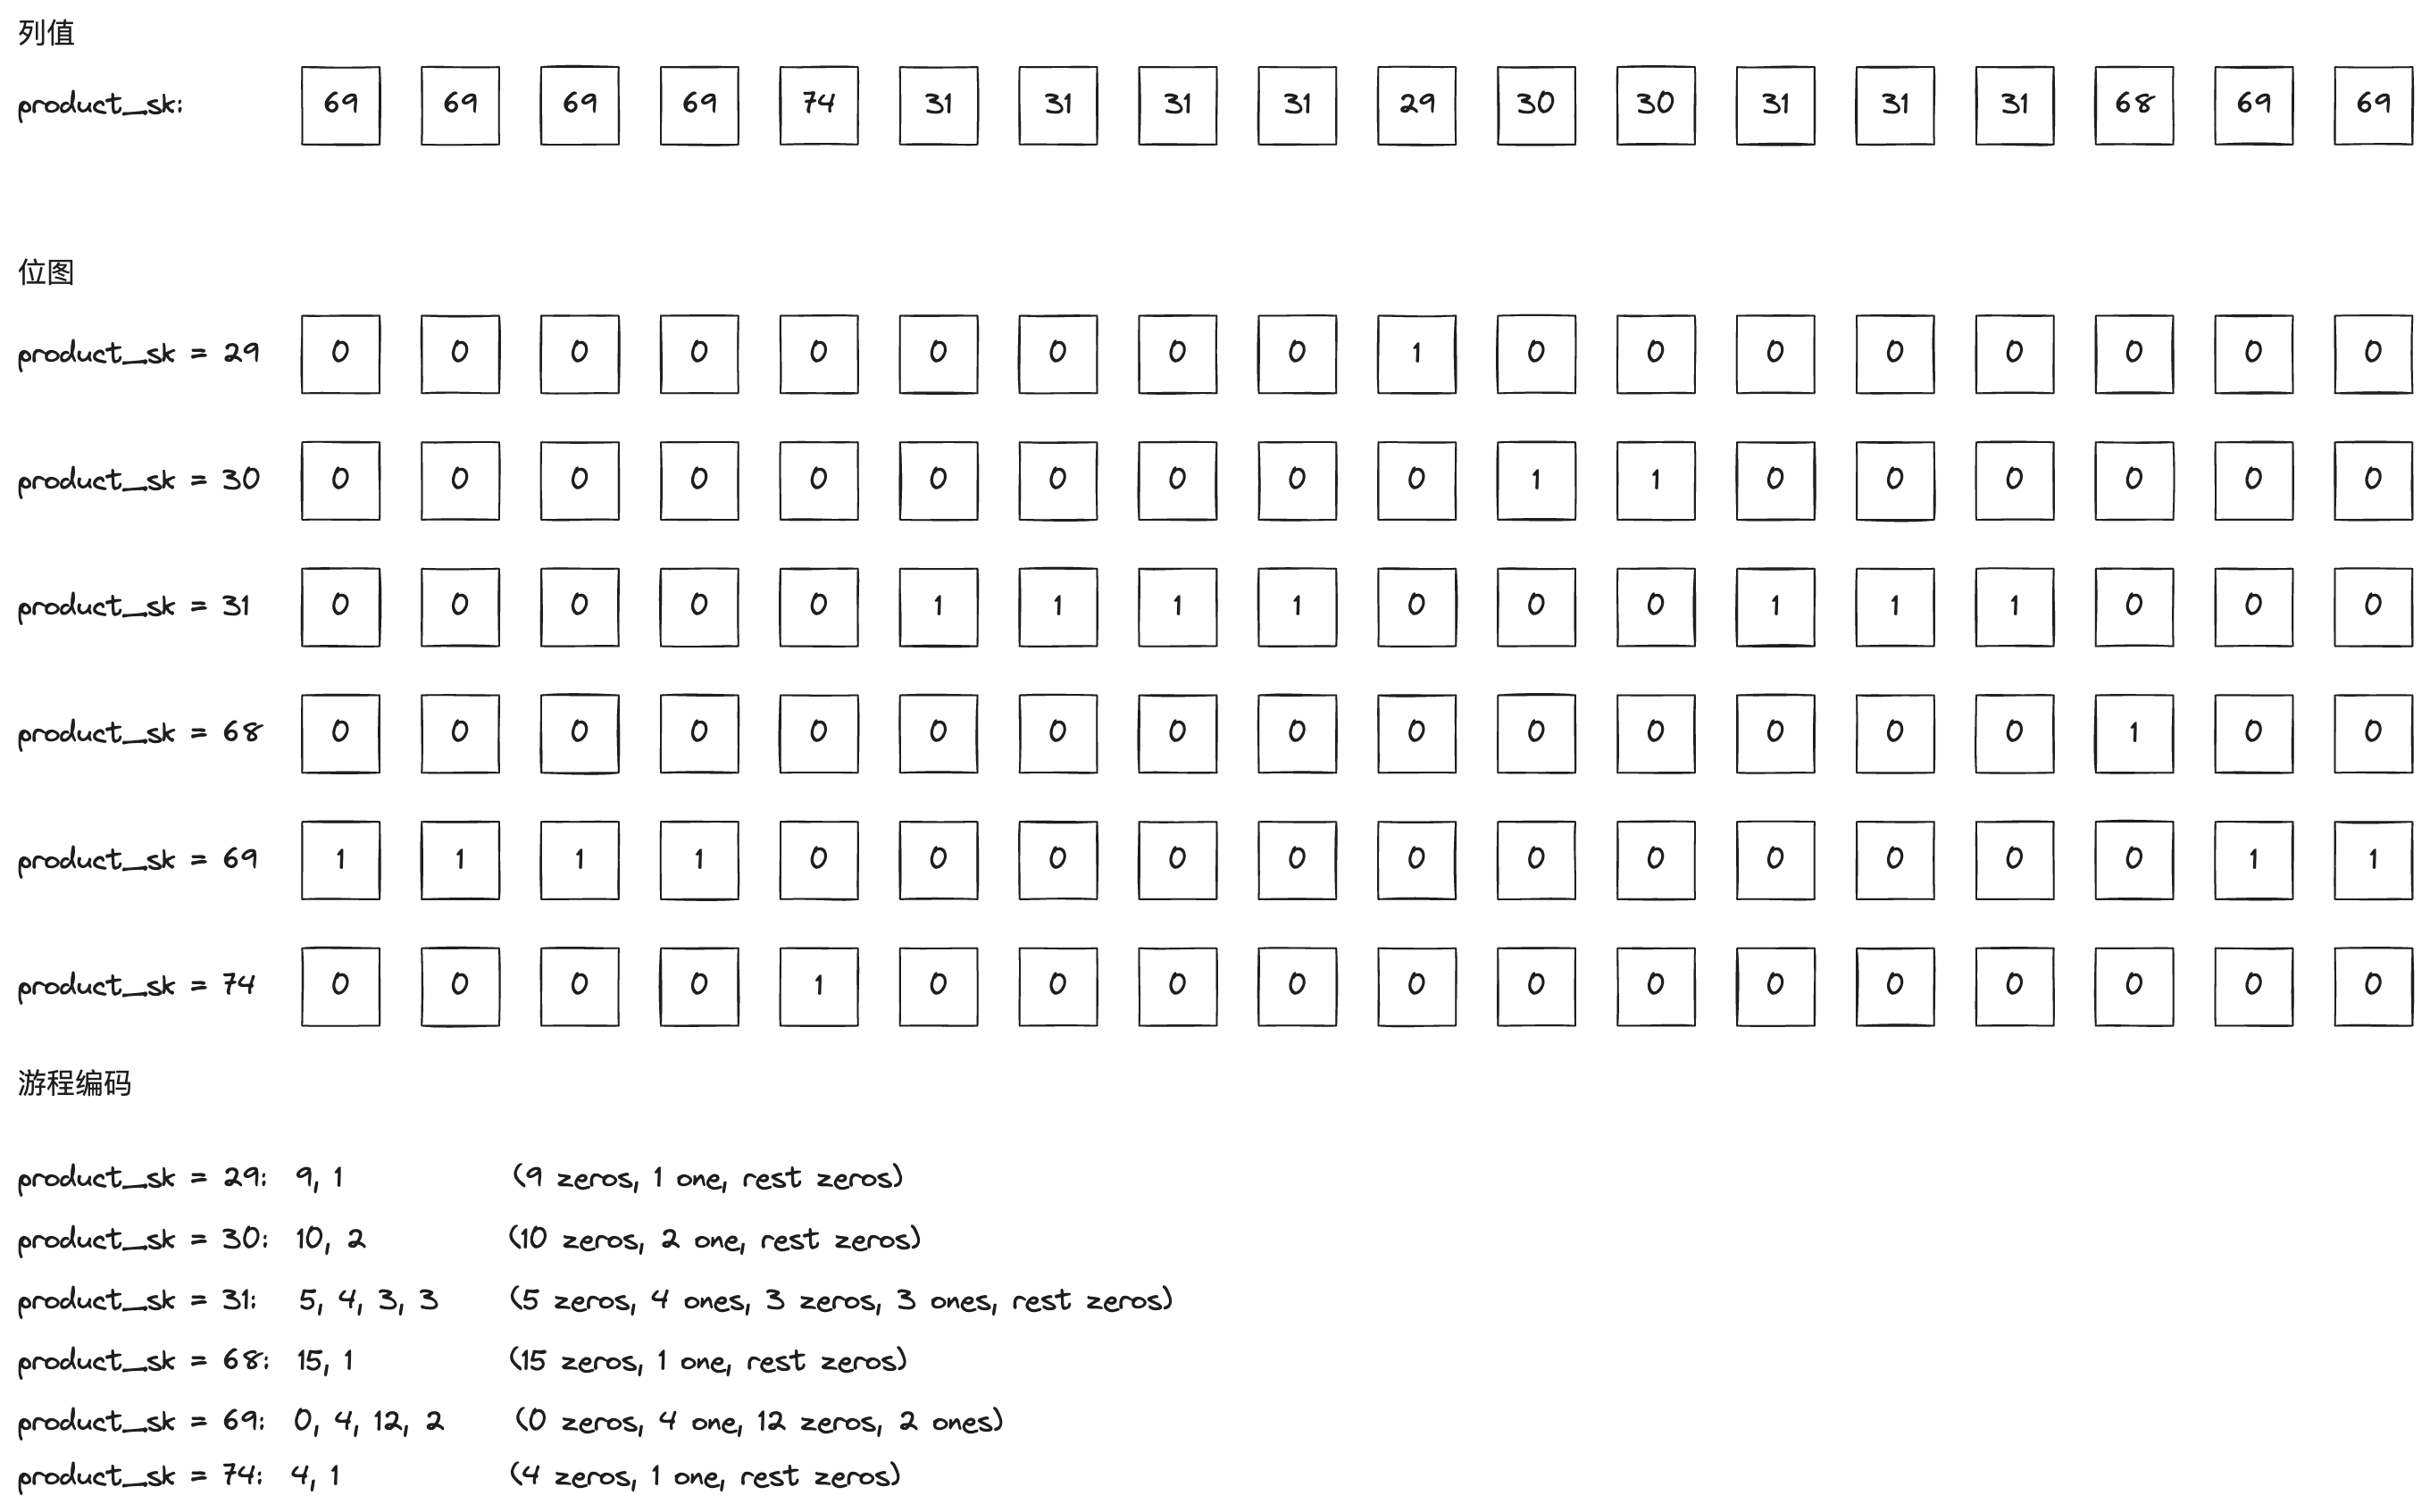 列值
product_sk: 69 69 69 69 74 31 31 31 31 29 30 30 31 31 31 68 69 69
位图
product_sk = 29 0 0 0 0 0 0 0 0 0 1 0 0 0 0 0 0 0 0
product_sk = 30 0 0 0 0 0 0 0 0 0 0 1 1 0 0 0 0 0 0
product_sk = 31 0 0 0 0 0 1 1 1 1 0 0 0 1 1 1 0 0 0
product_sk = 68 0 0 0 0 0 0 0 0 0 0 0 0 0 0 0 1 0 0
product_sk = 69 1 1 1 1 0 0 0 0 0 0 0 0 0 0 0 0 1 1
product_sk = 74 0 0 0 0 1 0 0 0 0 0 0 0 0 0 0 0 0 0
游程编码
product_sk = 29: 9, 1 (9 zeros, 1 one, rest zeros)
product_sk = 30: 10, 2 (10 zeros, 2 one, rest zeros)
product_sk = 31: 5, 4, 3, 3 (5 zeros, 4 ones, 3 zeros, 3 ones, rest zeros)
product_sk = 68: 15, 1 (15 zeros, 1 one, rest zeros)
product_sk = 69: 0, 4, 12, 2 (0 zeros, 4 one, 12 zeros, 2 ones)
product_sk = 74: 4, 1 (4 zeros, 1 one, rest zeros)